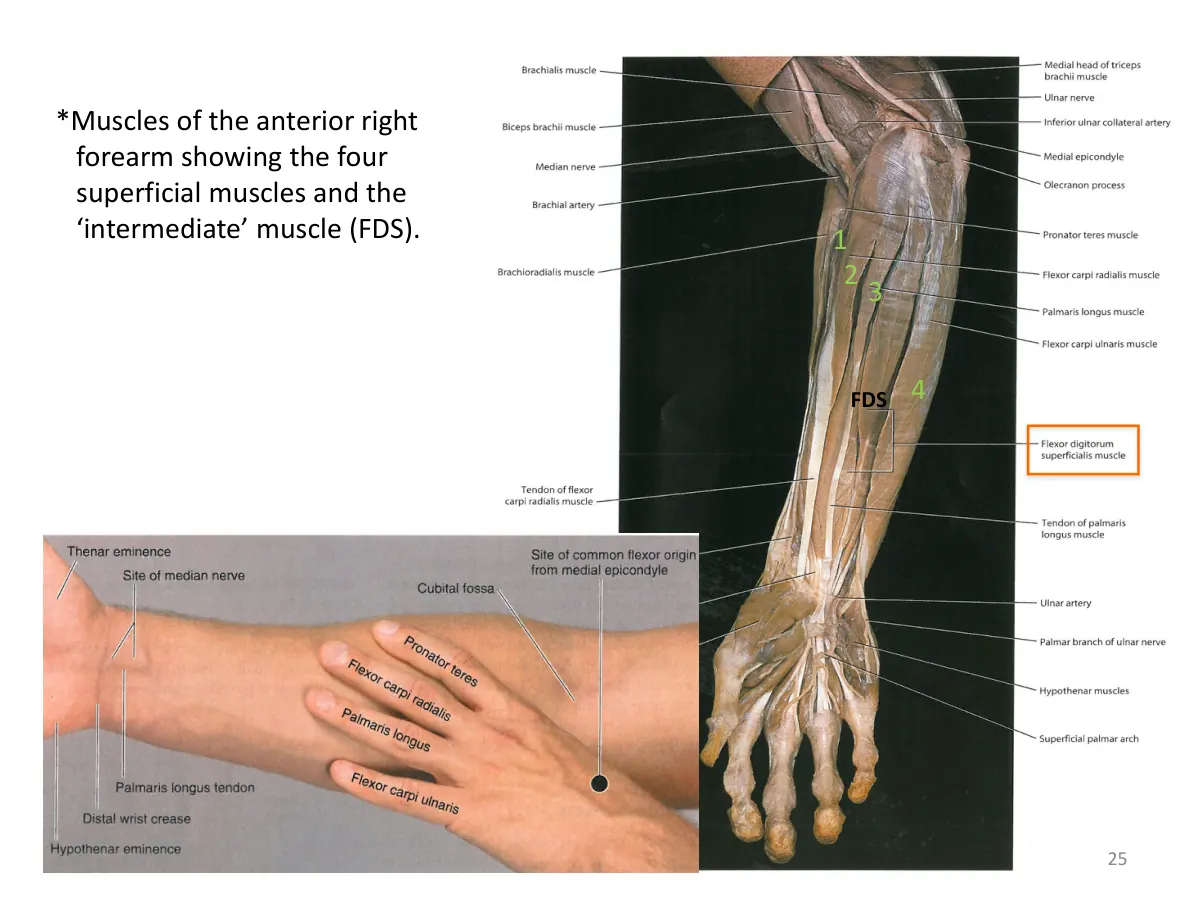 *Muscles of the anterior right
forearm showing the four
superficial muscles and the
‘intermediate’ muscle (FDS).
Brachialis muscle
Biceps brachii muscle
Median nerve
Brachial artery
Brachioradialis muscle
Tendon of flexor
carpi radialis muscle
Medial head of triceps
brachii muscle
Ulnar nerve
Inferior ulnar collateral artery
Medial epicondyle
Olecranon process
Pronator teres muscle
Flexor carpi radialis muscle
Palmaris longus muscle
Flexor carpi ulnaris muscle
Flexor digitorum
superficialis muscle
Tendon of palmaris
longus muscle
Ulnar artery
Palmar branch of ulnar nerve
Hypothenar muscles
Superficial palmar arch
1
2
3
4
FDS
Thenar eminence
Site of median nerve
Cubital fossa
Site of common flexor origin
from medial epicondyle
Pronator teres
Flexor carpi radialis
Palmaris longus
Flexor carpi ulnaris
Palmaris longus tendon
Distal wrist crease
Hypothenar eminence
25